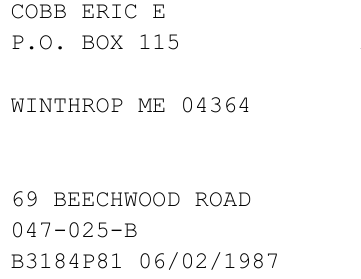 COBB ERIC E
P.O. BOX 115
WINTHROP ME 04364
69 BEECHWOOD ROAD
047-025-B
B3184P81 06/02/1987